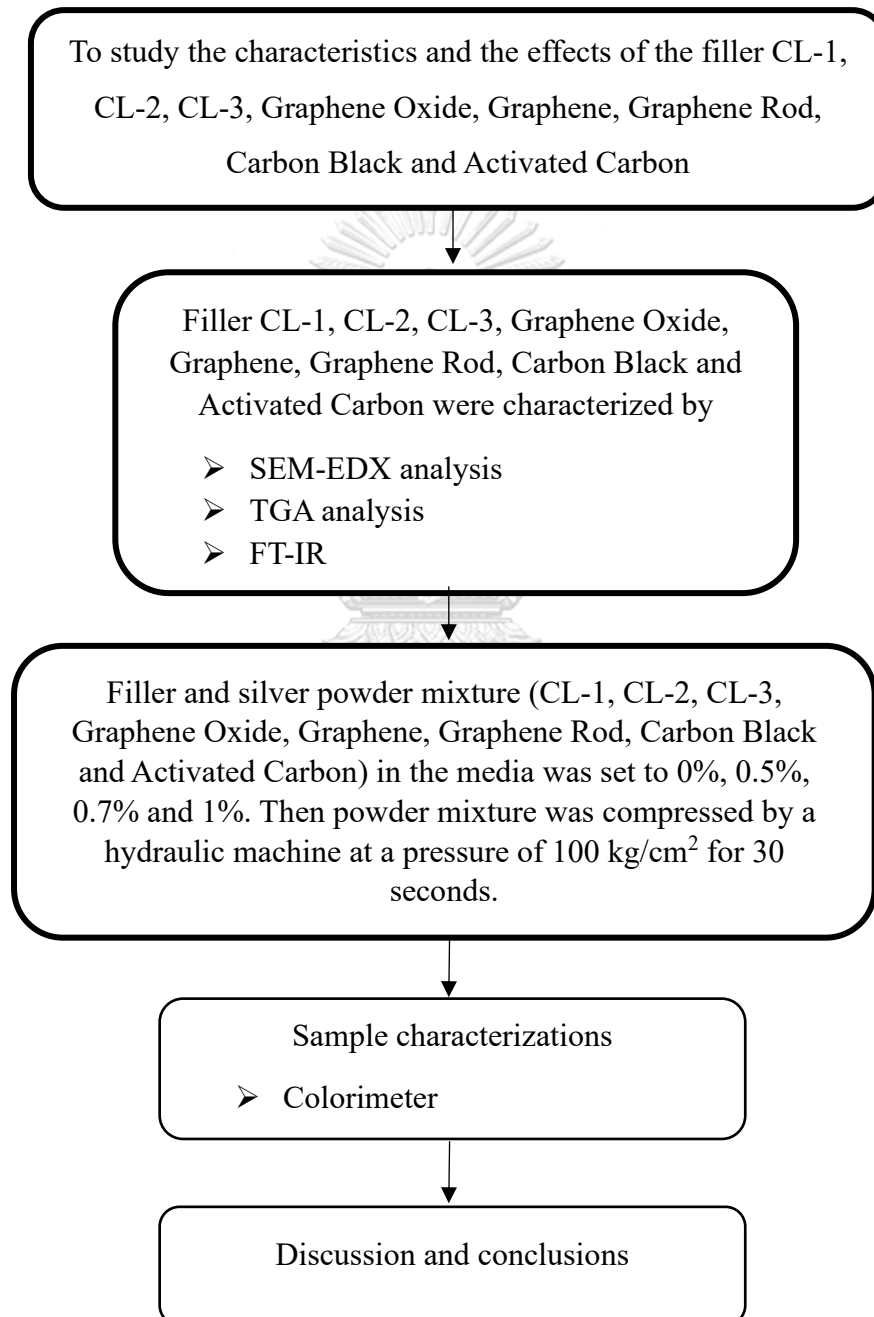 To study the characteristics and the effects of the filler CL-1,
CL-2, CL-3, Graphene Oxide, Graphene, Graphene Rod,
Carbon Black and Activated Carbon
Filler CL-1, CL-2, CL-3, Graphene Oxide,
Graphene, Graphene Rod, Carbon Black and
Activated Carbon were characterized by
➢ SEM-EDX analysis
➢ TGA analysis
➢ FT-IR
Filler and silver powder mixture (CL-1, CL-2, CL-3,
Graphene Oxide, Graphene, Graphene Rod, Carbon Black
and Activated Carbon) in the media was set to 0%, 0.5%,
0.7% and 1%. Then powder mixture was compressed by a
hydraulic machine at a pressure of 100 kg/cm² for 30
seconds.
Sample characterizations
➢ Colorimeter
Discussion and conclusions